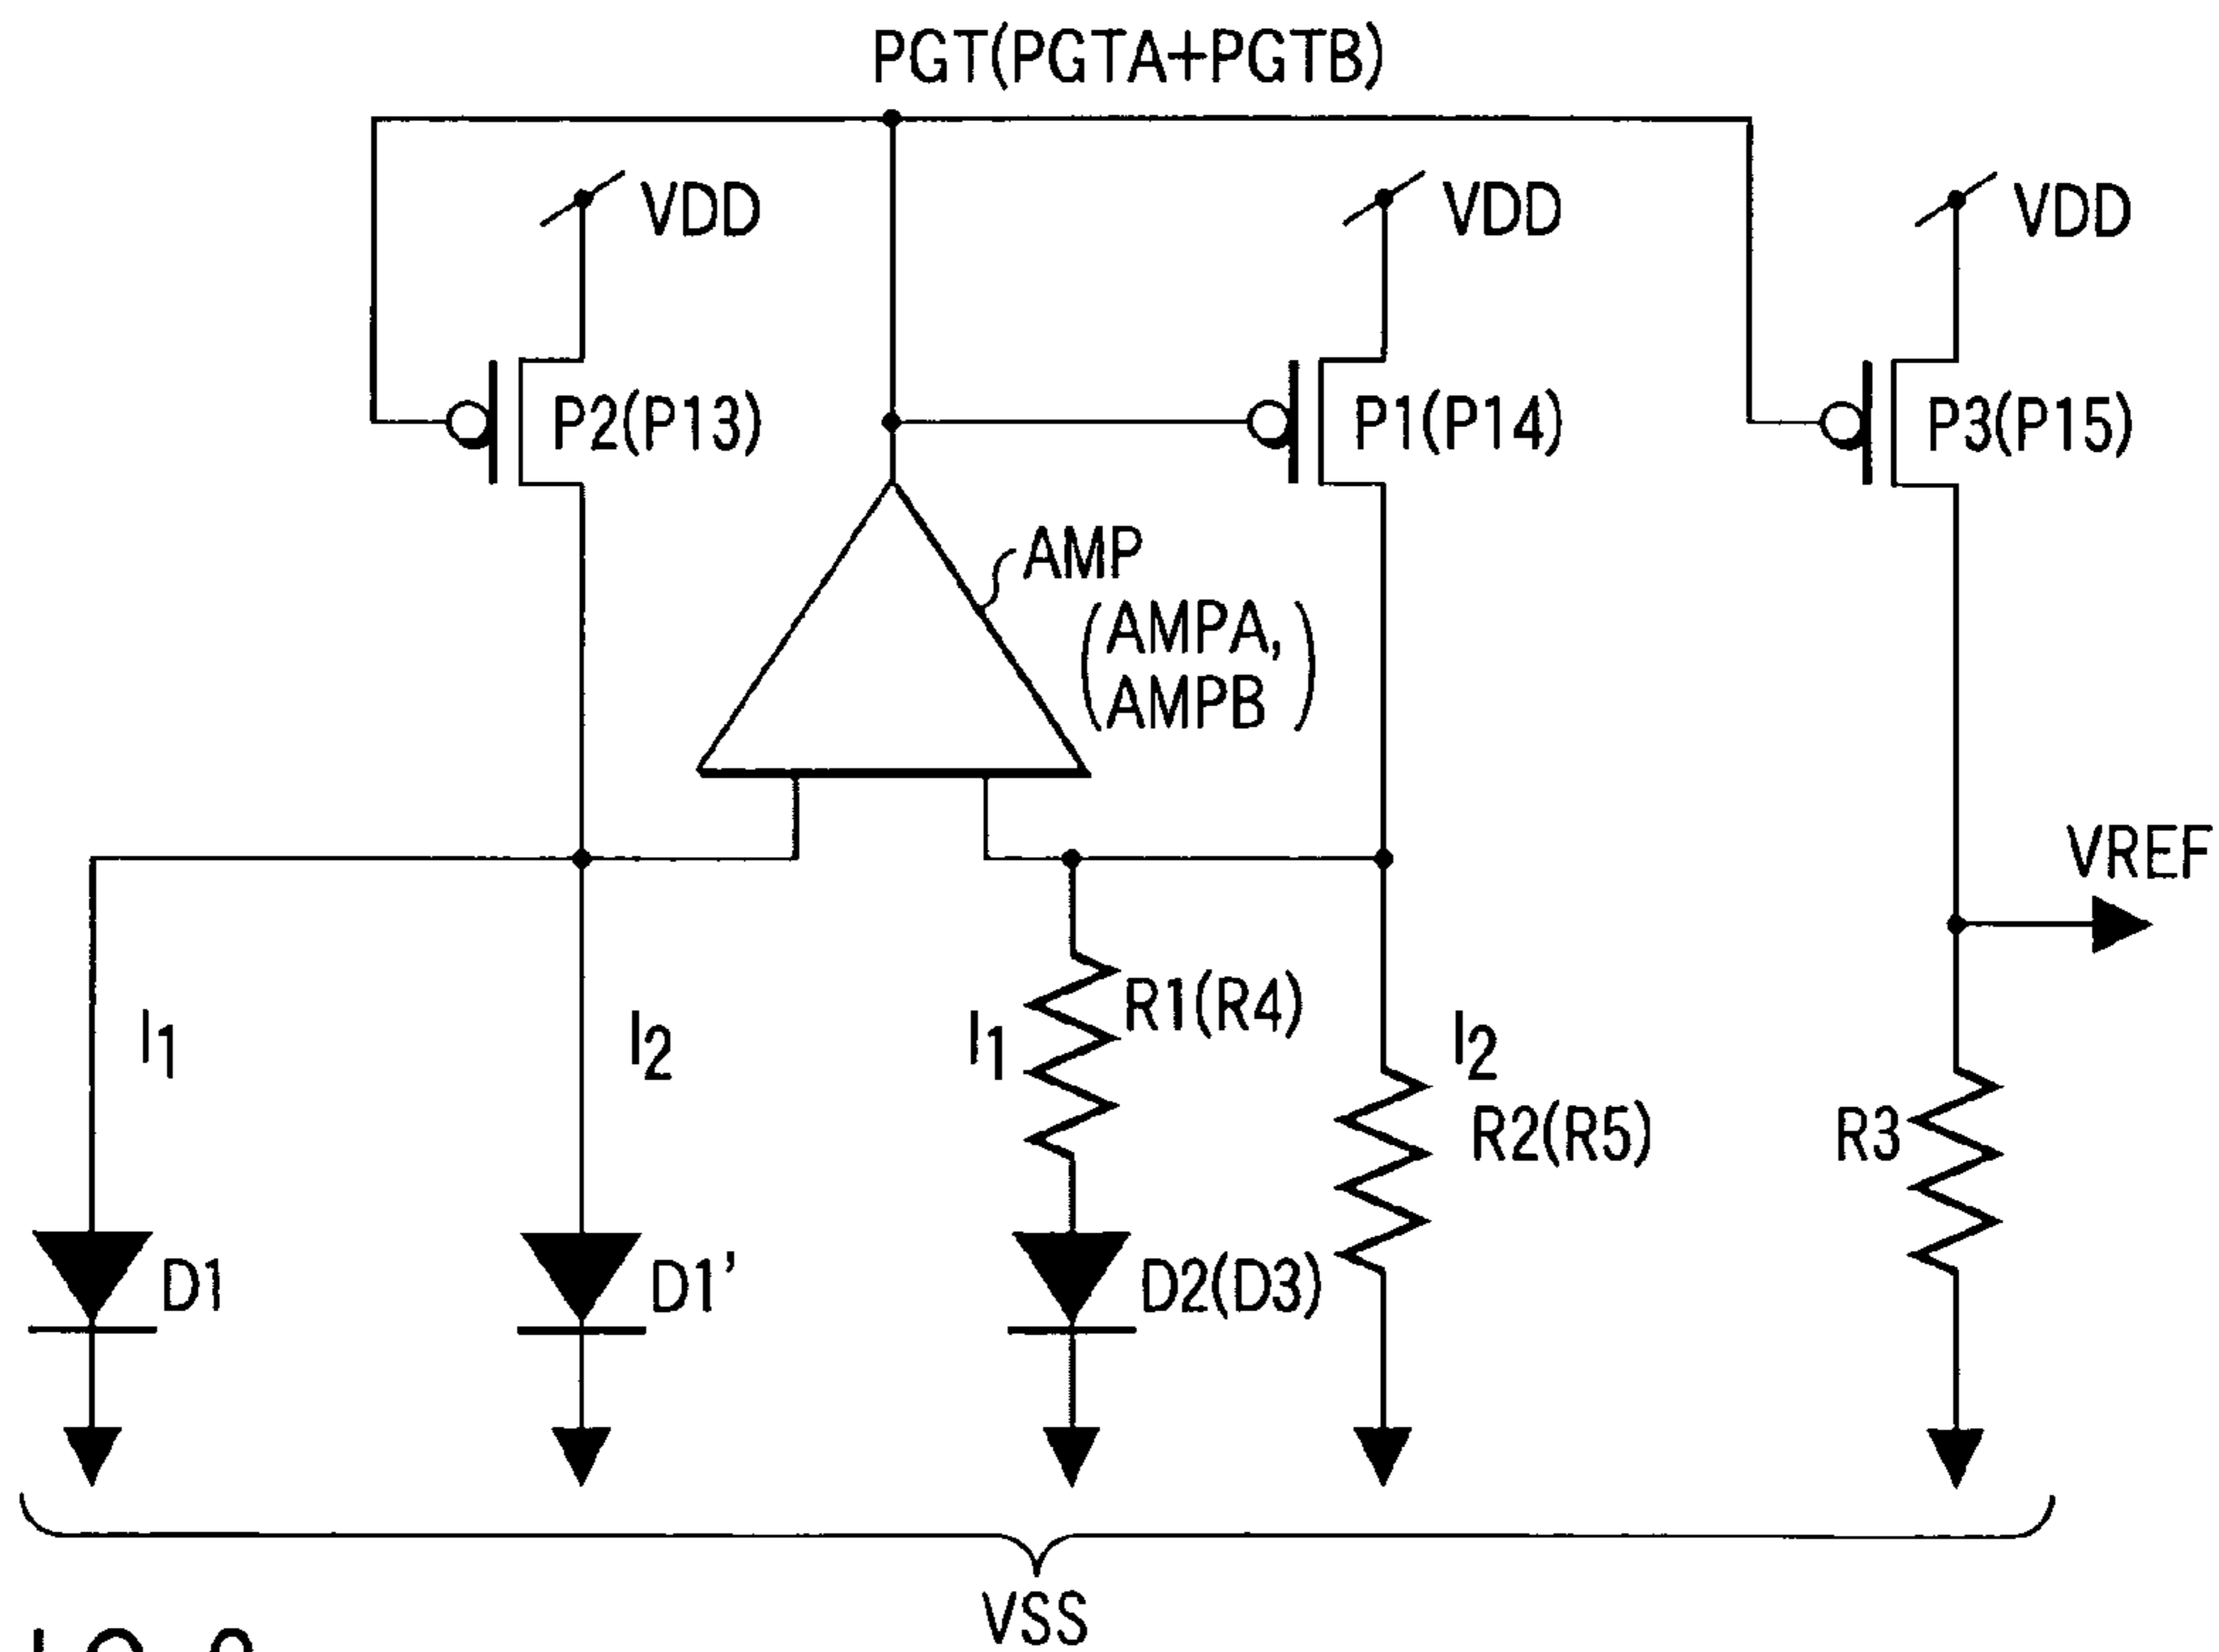 PGT(PGTA+PGTB)
VDD
VDD
VDD
P2(P13)
P1(P14)
P3(P15)
AMP
(AMPA,
AMPB)
VREF
I1
I2
I1
R1(R4)
I2
R2(R5)
R3
D1
D1'
D2(D3)
VSS